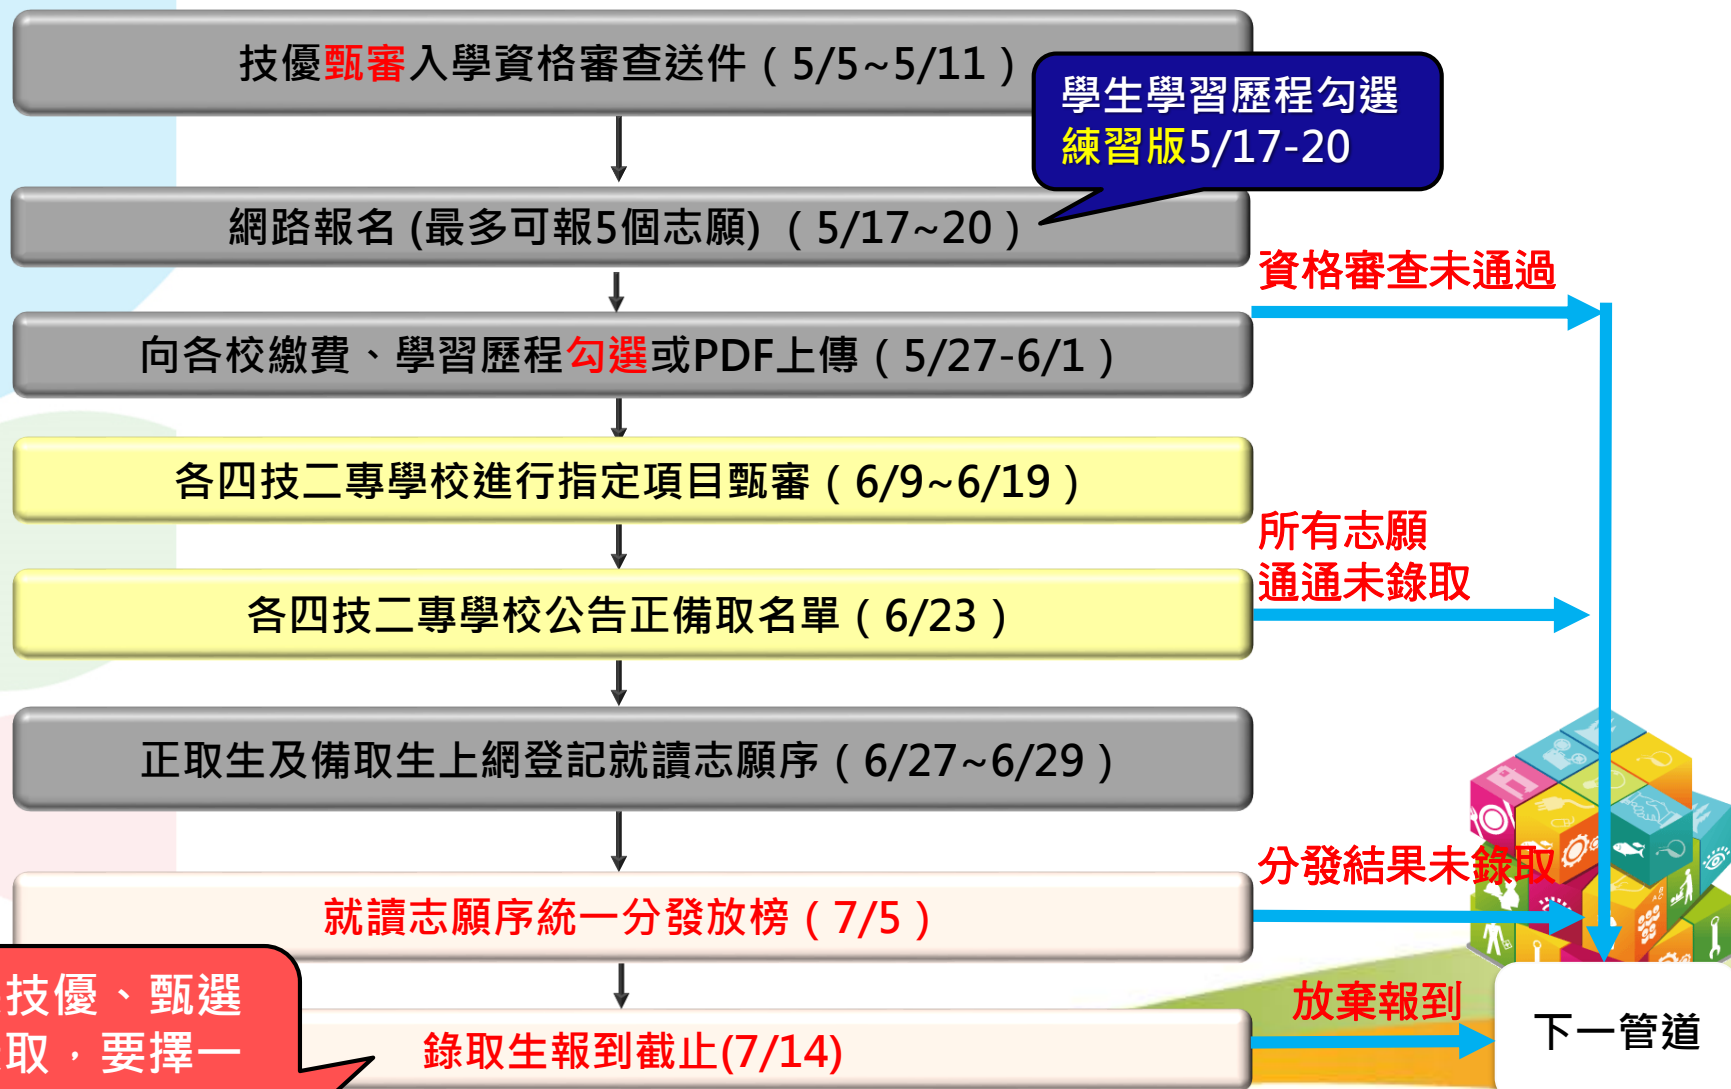 技優甄審入學資格審查送件（5/5~5/11）
學生學習歷程勾選
練習版5/17-20
網路報名 (最多可報5個志願) （5/17~20）
資格審查未通過
向各校繳費、學習歷程勾選或PDF上傳（5/27-6/1）
各四技二專學校進行指定項目甄審（6/9~6/19）
所有志願
通通未錄取
各四技二專學校公告正備取名單（6/23）
正取生及備取生上網登記就讀志願序（6/27~6/29）
分發結果未錄取
就讀志願序統一分發放榜（7/5）
技優、甄選
取，要擇一
放棄報到
錄取生報到截止(7/14)
下一管道